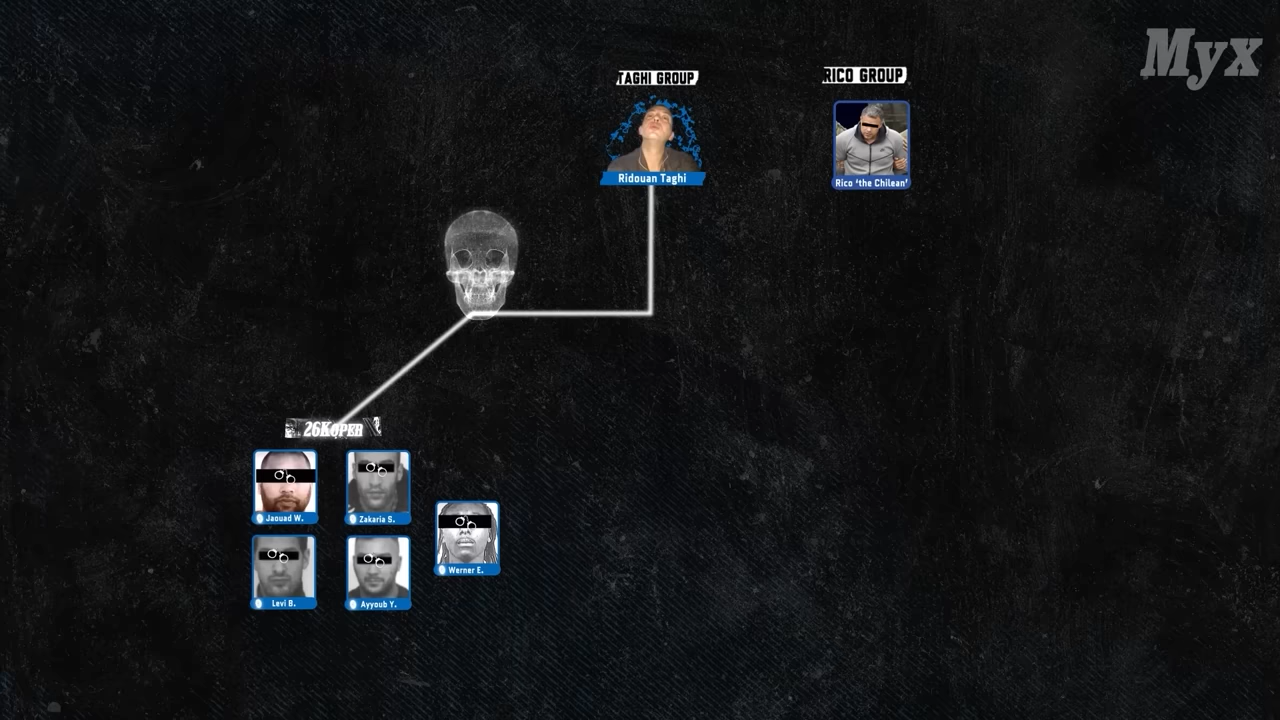 Myx
TAGHI GROUP
RICO GROUP
Ridouan Taghi
Rico 'the Chilean'
26Koper
Jaouad W.
Zakaria S.
Werner E.
Levi B.
Ayyoub Y.